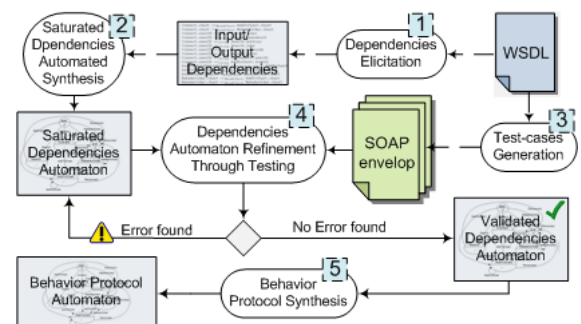 Saturated
Dpendencies
Automated
Synthesis
2
Input/
Output
Dependencies
1
Dependencies
Elicitation
WSDL
3
Test-cases
Generation
4
Dependencies
Automaton Refinement
Through Testing
SOAP
envelop
Saturated
Dependencies
Automaton
Error found
No Error found
Validated
Dependencies
Automaton
5
Behavior
Protocol Synthesis
Behavior Protocol
Automaton